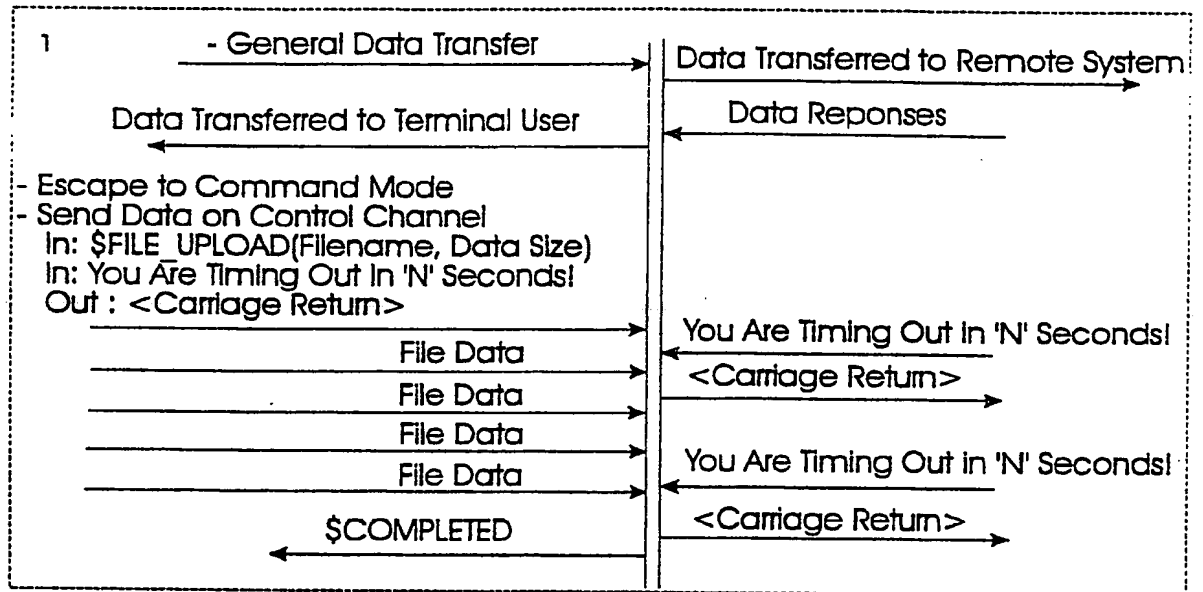 1
- General Data Transfer
Data Transferred to Remote System
Data Transferred to Terminal User
Data Reponses
- Escape to Command Mode
- Send Data on Control Channel
In: $FILE_UPLOAD(Filename, Data Size)
In: You Are Timing Out in 'N' Seconds!
Out : <Carriage Return>
You Are Timing Out in 'N' Seconds!
File Data
<Carriage Return>
File Data
File Data
You Are Timing Out in 'N' Seconds!
File Data
$COMPLETED
<Carriage Return>